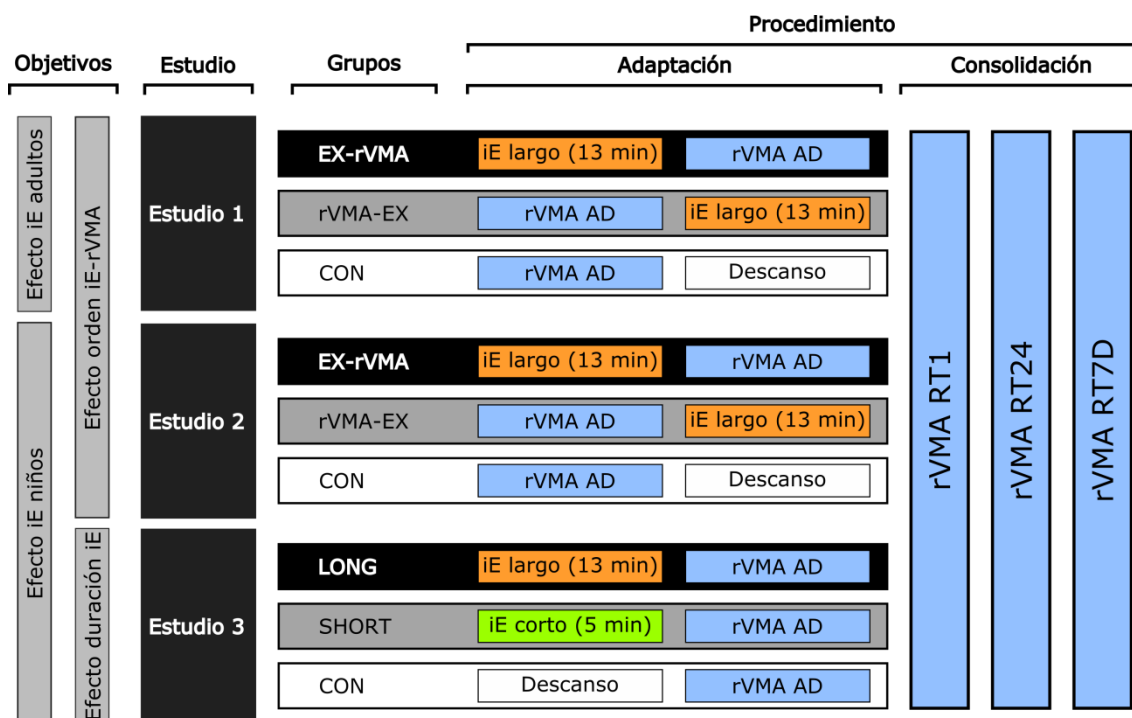 Procedimiento
Objetivos
Estudio
Grupos
Adaptación
Consolidación
Efecto iE adultos
Efecto iE niños
Efecto orden iE-rVMA
Efecto duración iE
Estudio 1
EX-rVMA
iE largo (13 min)
rVMA AD
rVMA-EX
rVMA AD
iE largo (13 min)
CON
rVMA AD
Descanso
Estudio 2
EX-rVMA
iE largo (13 min)
rVMA AD
rVMA-EX
rVMA AD
iE largo (13 min)
CON
rVMA AD
Descanso
Estudio 3
LONG
iE largo (13 min)
rVMA AD
SHORT
iE corto (5 min)
rVMA AD
CON
Descanso
rVMA AD
rVMA RT1
rVMA RT24
rVMA RT7D